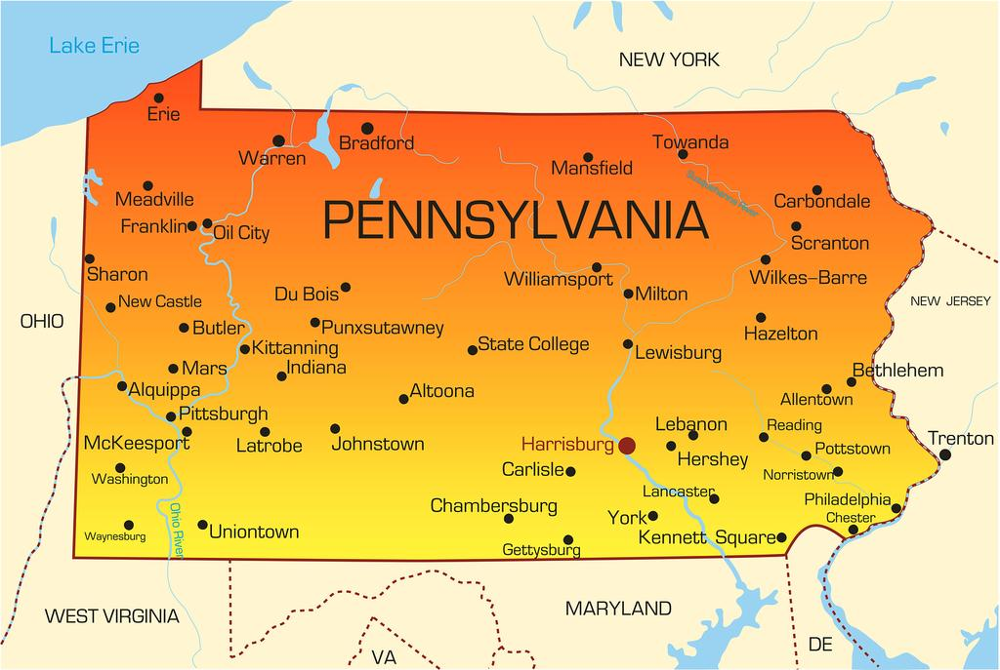 Lake Erie
NEW YORK
Erie
Bradford
Warren
Towanda
Mansfield
Susquehanna River
Meadville
Carbondale
PENNSYLVANIA
Franklin
Oil City
Scranton
Sharon
Williamsport
Wilkes-Barre
Du Bois
Milton
New Castle
NEW JERSEY
OHIO
Butler
Punxsutawney
Hazelton
Kittanning
State College
Lewisburg
Mars
Indiana
Bethlehem
Alquippa
Altoona
Allentown
Pittsburgh
Lebanon
Reading
McKeesport
Latrobe
Johnstown
Harrisburg
Trenton
Hershey
Pottstown
Washington
Carlisle
Norristown
Lancaster
Philadelphia
Chambersburg
Chester
York
Ohio River
Waynesburg
Uniontown
Kennett Square
Gettysburg
WEST VIRGINIA
MARYLAND
DE
VA